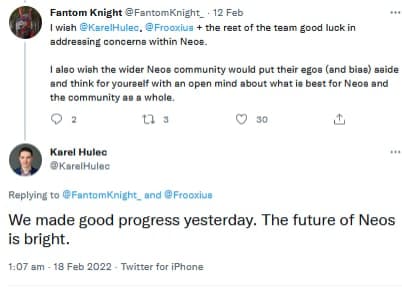 Fantom Knight @FantomKnight_ · 12 Feb
I wish @KarelHulec, @Frooxius + the rest of the team good luck in
addressing concerns within Neos.
I also wish the wider Neos community would put their egos (and bias) aside
and think for yourself with an open mind about what is best for Neos and
the community as a whole.
2 3 30
Karel Hulec
@KarelHulec
Replying to @FantomKnight_ and @Frooxius
We made good progress yesterday. The future of Neos
is bright.
1:07 am · 18 Feb 2022 · Twitter for iPhone